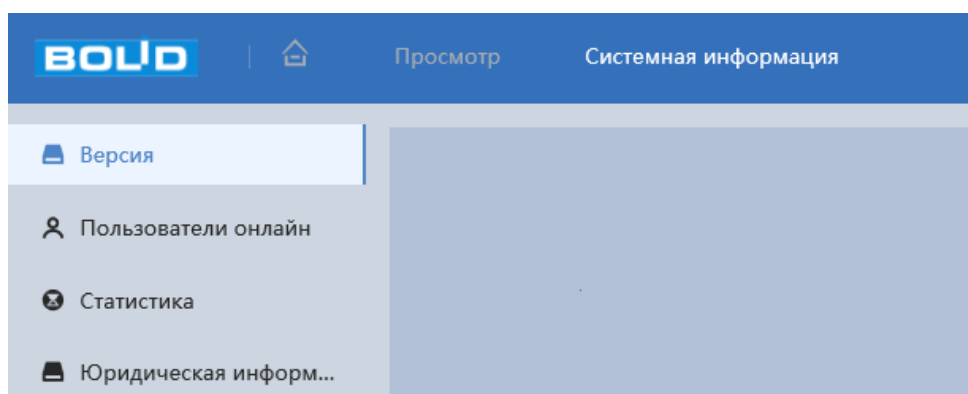 BOLID
Просмотр
Системная информация
Версия
Пользователи онлайн
Статистика
Юридическая информ...